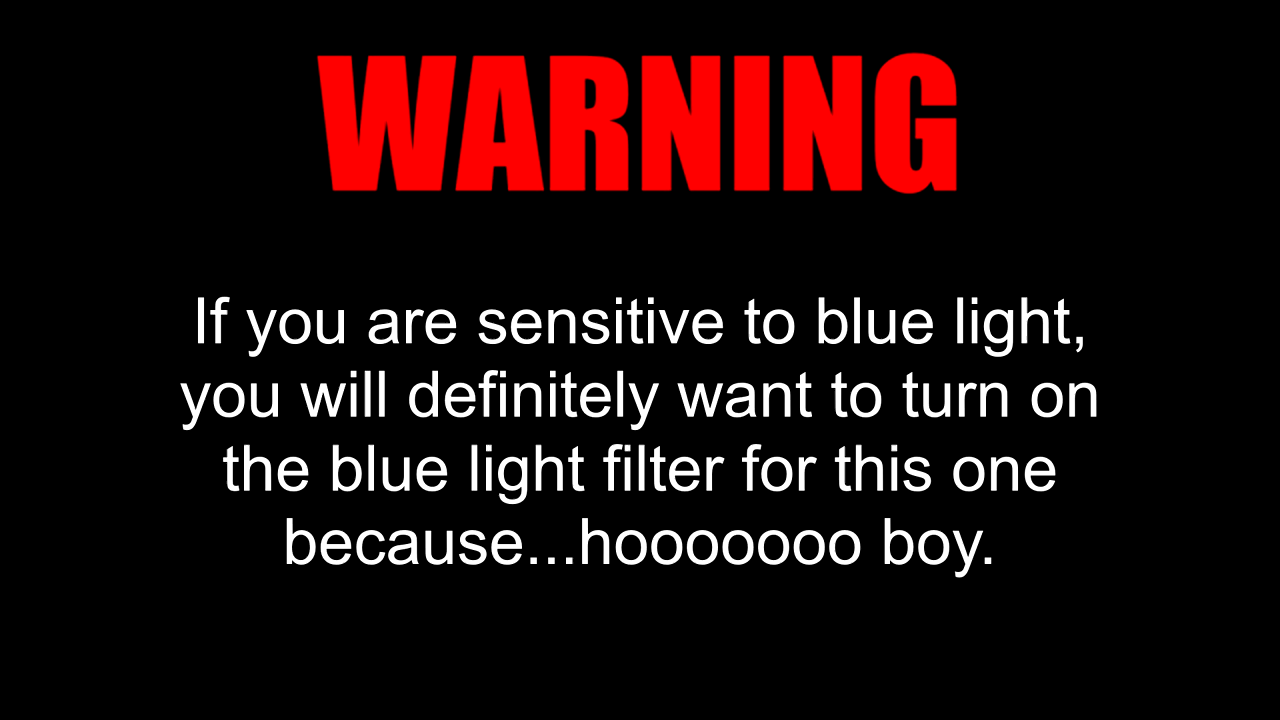 WARNING
If you are sensitive to blue light,
you will definitely want to turn on
the blue light filter for this one
because...hooooooo boy.